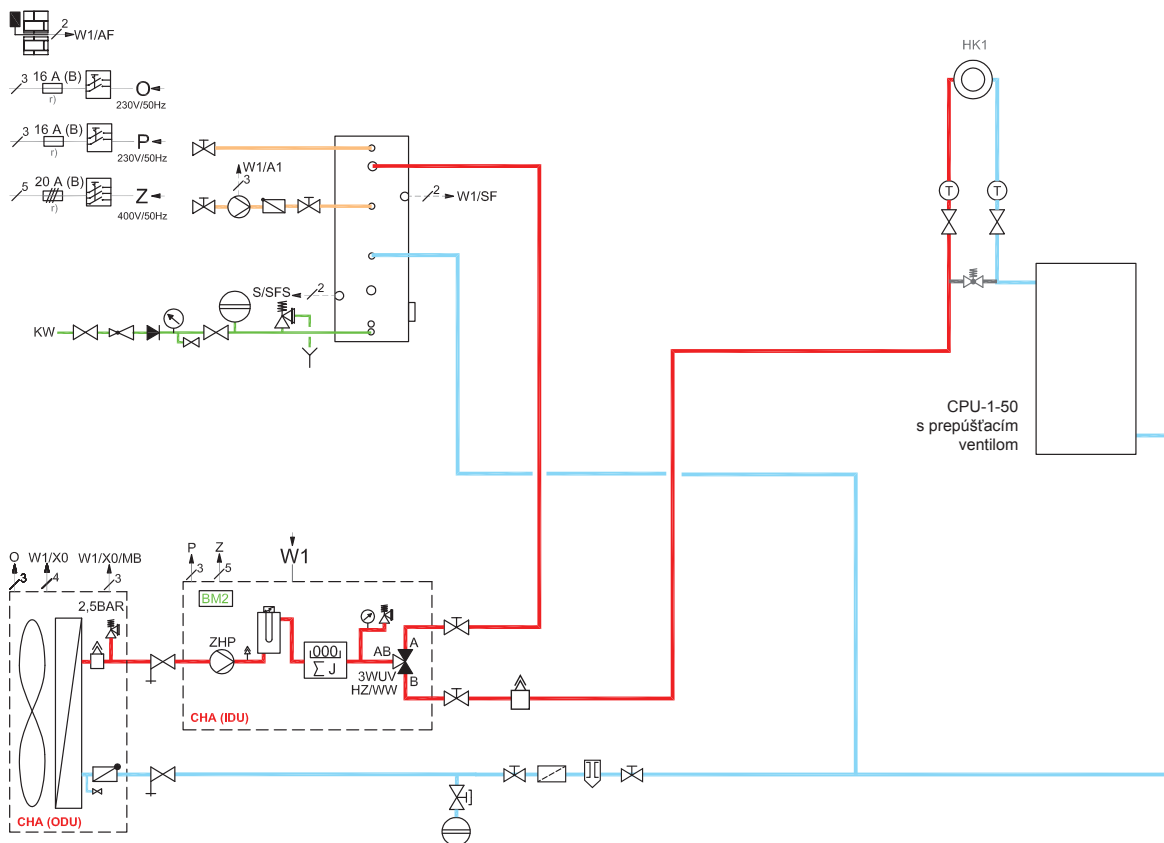 2
W1/AF
3 16 A (B) O
r) 230V/50Hz
3 16 A (B) P
r) 230V/50Hz
5 20 A (B) Z
r) 400V/50Hz
W1/A1
3
2 W1/SF
S/SFS 2
KW
HK1
T T
CPU-1-50
s prepúšťacím
ventilom
O W1/X0 W1/X0/MB
3 4 3
2,5BAR
CHA (ODU)
P Z W1
3 5
BM2
ZHP
000
∑ J
A
AB
B
3WUV
HZ/WW
CHA (IDU)